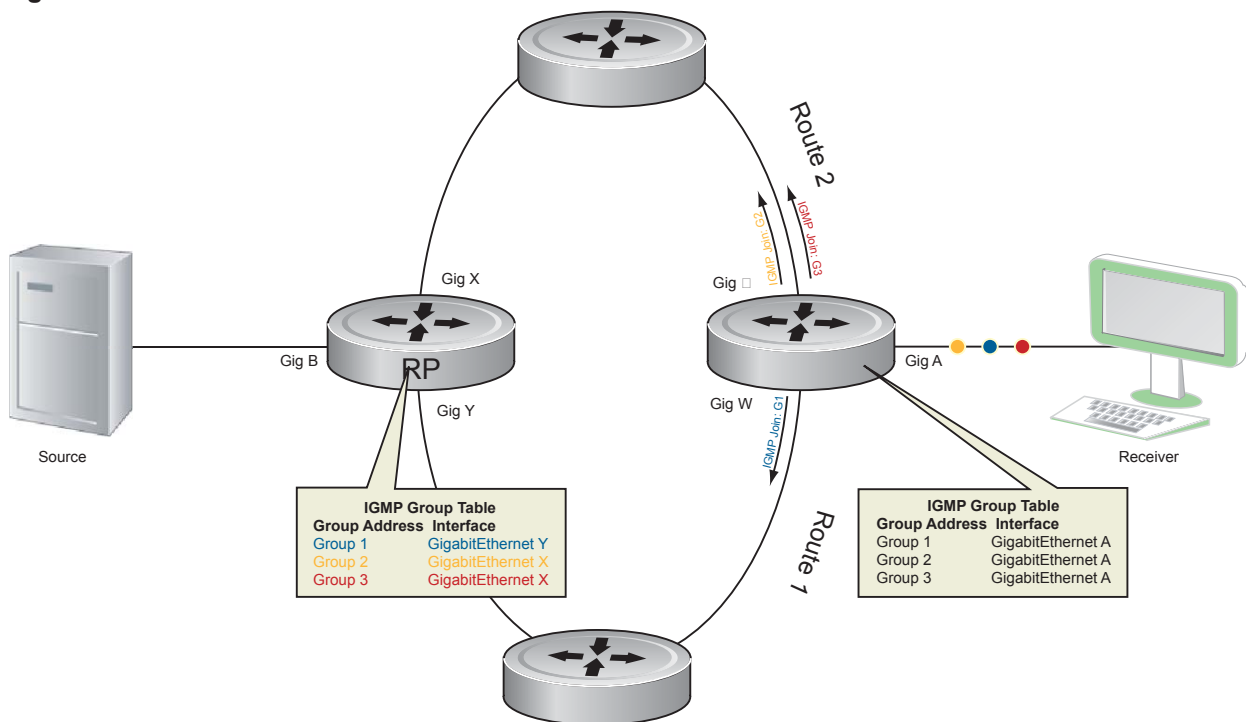 Route 2
IGMP Join: G2
IGMP Join: G3
Gig X
Gig □
Gig B
RP
Gig A
Gig Y
Gig W
IGMP Join: G1
Source
Receiver
IGMP Group Table
Group Address Interface
Group 1 GigabitEthernet Y
Group 2 GigabitEthernet X
Group 3 GigabitEthernet X
Route 1
IGMP Group Table
Group Address Interface
Group 1 GigabitEthernet A
Group 2 GigabitEthernet A
Group 3 GigabitEthernet A